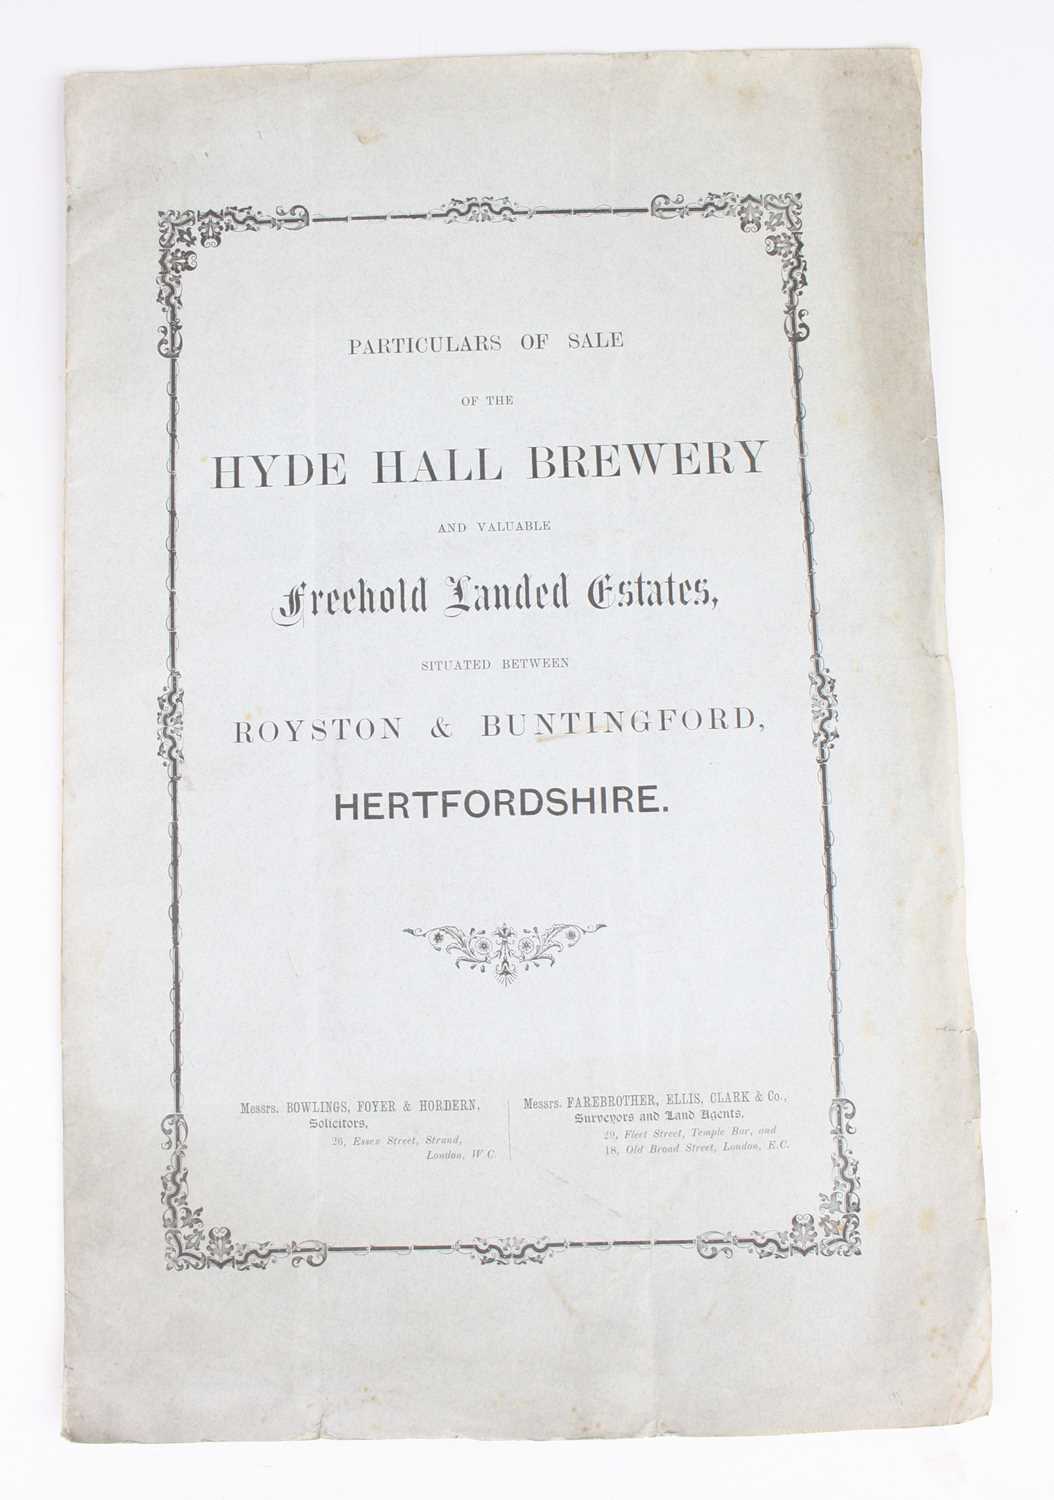 PARTICULARS OF SALE
OF THE
HYDE HALL BREWERY
AND VALUABLE
Freehold Landed Estates,
SITUATED BETWEEN
ROYSTON & BUNTINGFORD,
HERTFORDSHIRE.
Messrs. BOWLINGS, FOYER & HORDERN,
Solicitors,
26, Essex Street, Strand,
London, W C.
Messrs. FAREBROTHER, ELLIS, CLARK & Co.,
Surveyors and Land Agents,
29, Fleet Street, Temple Bar, and
18, Old Broad Street, London, E.C.